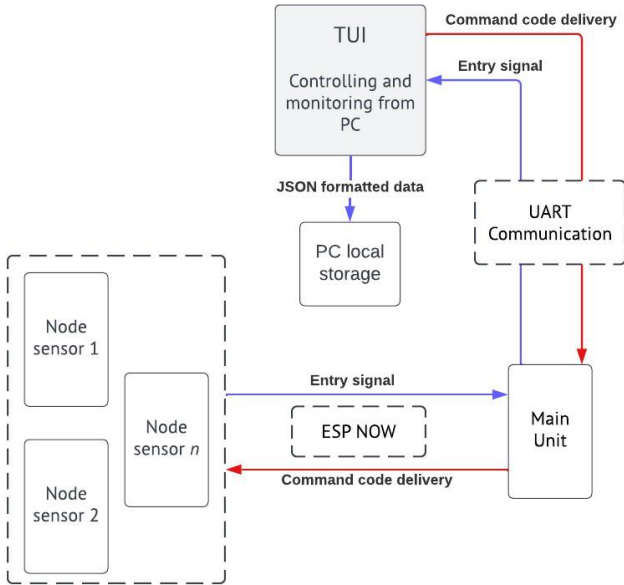 TUI
Controlling and
monitoring from
PC
Command code delivery
Entry signal
JSON formatted data
UART
Communication
PC local
storage
Node
sensor 1
Node
sensor n
Node
sensor 2
Entry signal
ESP NOW
Command code delivery
Main
Unit